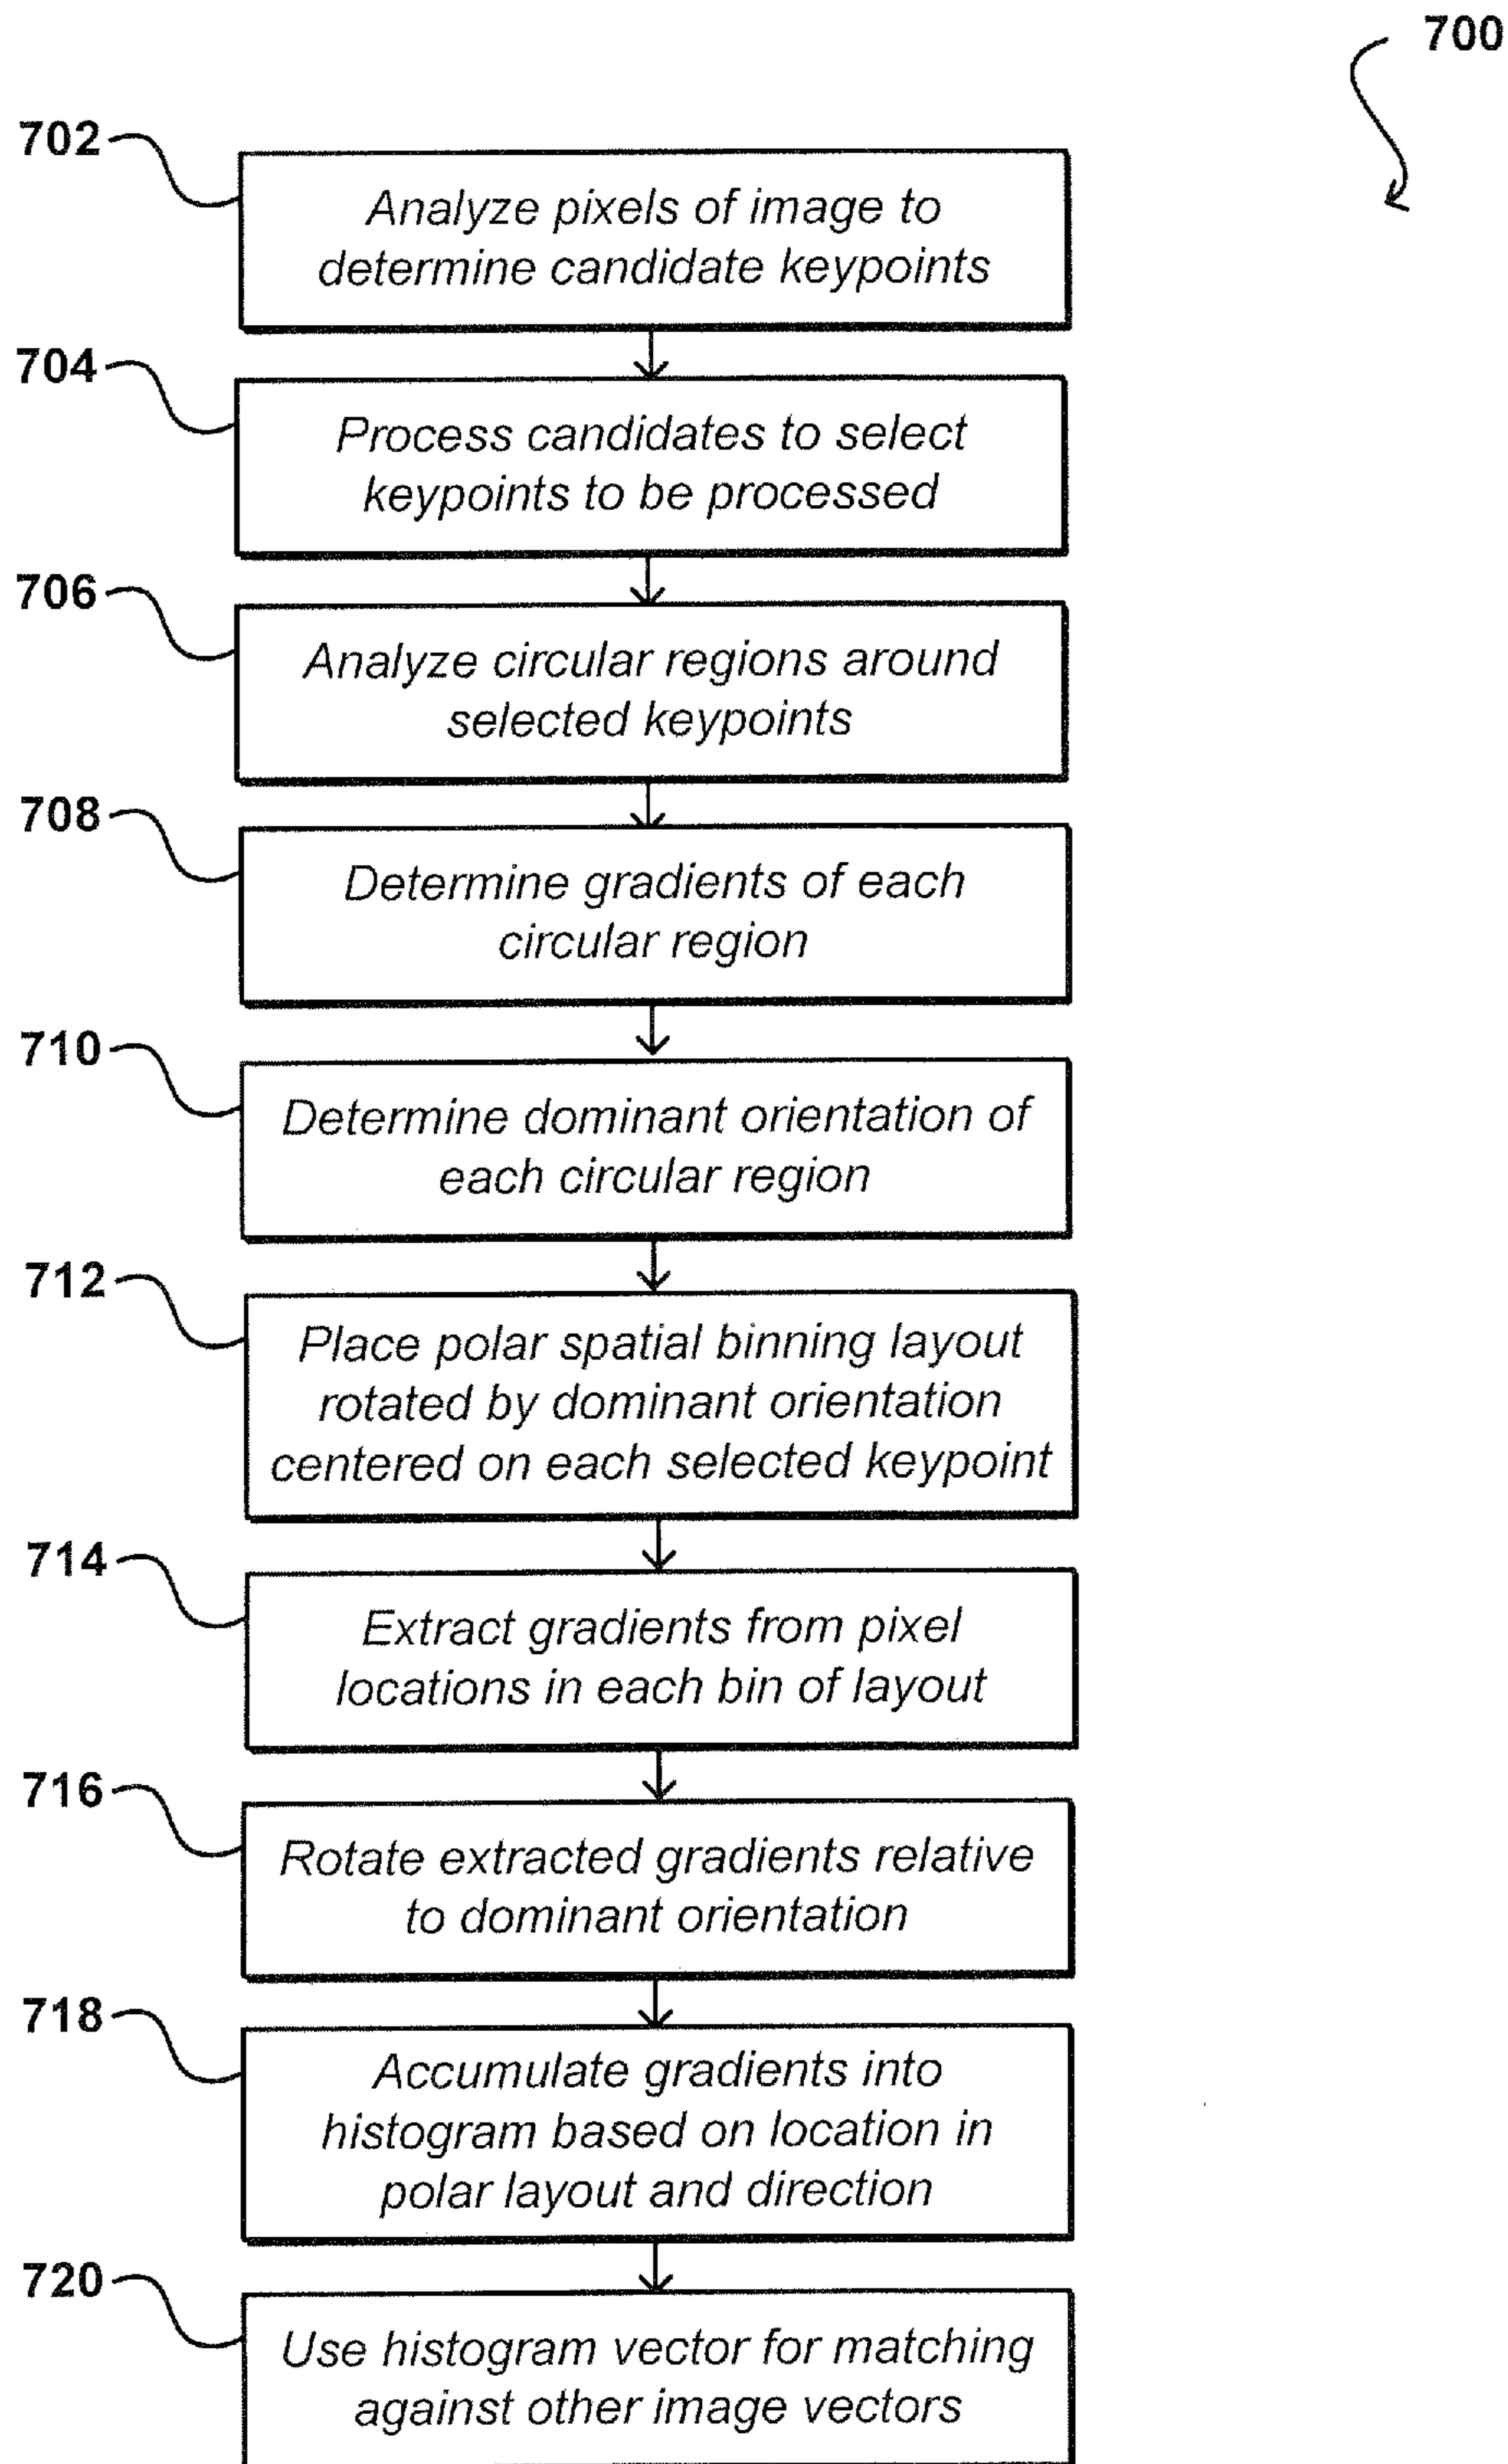 700
702
Analyze pixels of image to
determine candidate keypoints
704
Process candidates to select
keypoints to be processed
706
Analyze circular regions around
selected keypoints
708
Determine gradients of each
circular region
710
Determine dominant orientation of
each circular region
712
Place polar spatial binning layout
rotated by dominant orientation
centered on each selected keypoint
714
Extract gradients from pixel
locations in each bin of layout
716
Rotate extracted gradients relative
to dominant orientation
718
Accumulate gradients into
histogram based on location in
polar layout and direction
720
Use histogram vector for matching
against other image vectors